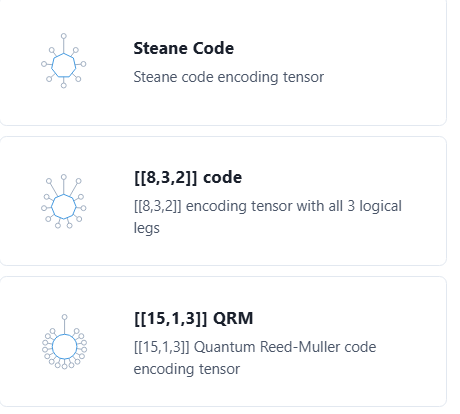 Steane Code
Steane code encoding tensor
[[8,3,2]] code
[[8,3,2]] encoding tensor with all 3 logical
legs
[[15,1,3]] QRM
[[15,1,3]] Quantum Reed-Muller code
encoding tensor